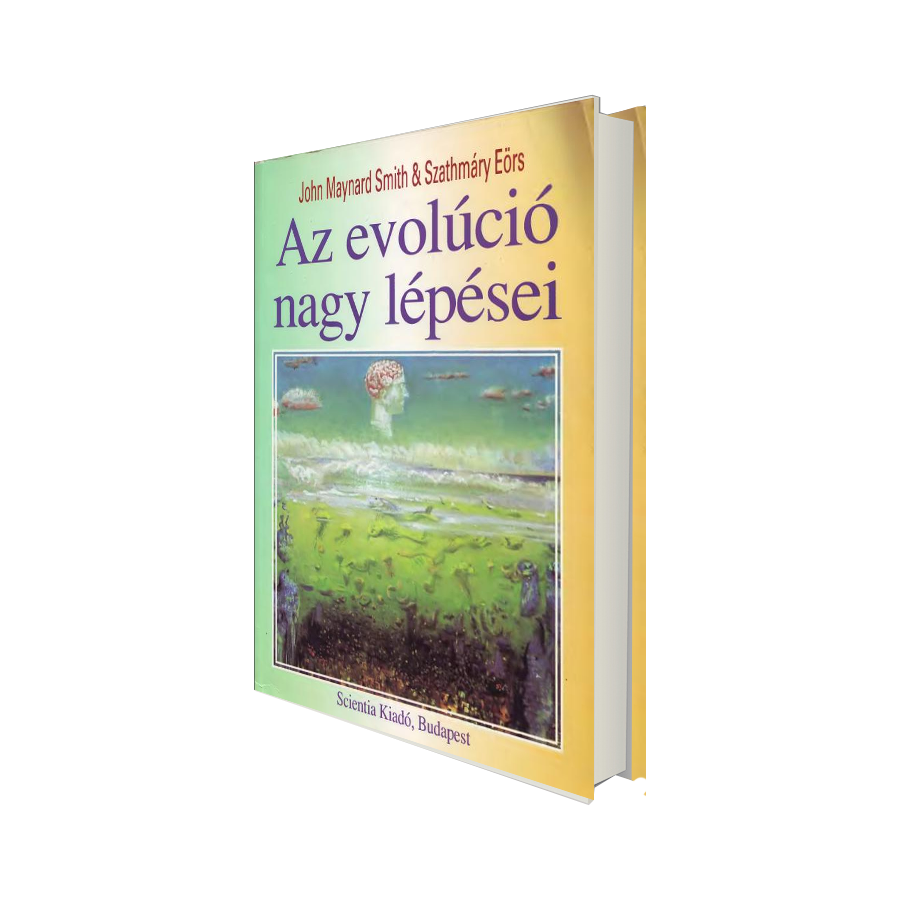 John Maynard Smith & Szathmáry Eörs
Az evolúció
nagy lépései
Scientia Kiadó, Budapest